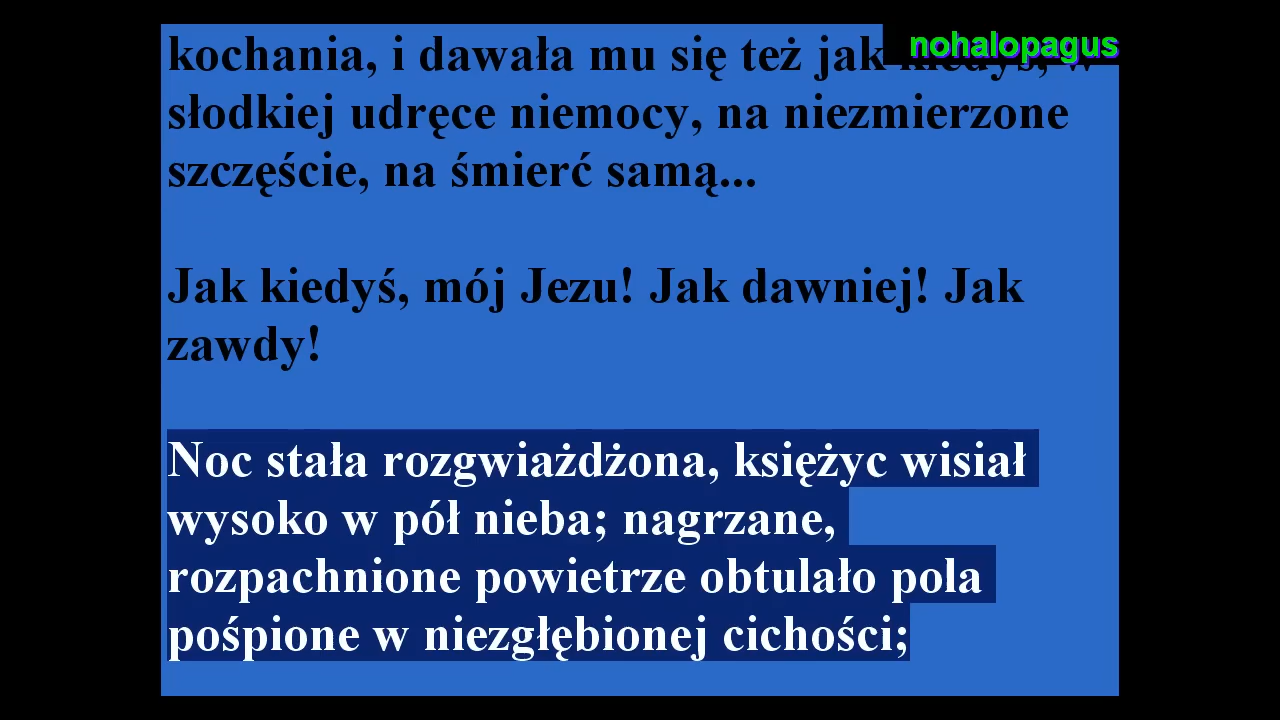 kochania, i dawała mu się też jak kiedyś, w
nohalopagus
słodkiej udręce niemocy, na niezmierzone
szczęście, na śmierć samą...
Jak kiedyś, mój Jezu! Jak dawniej! Jak
zawdy!
Noc stała rozgwiażdżona, księżyc wisiał
wysoko w pół nieba; nagrzane,
rozpachnione powietrze obtulało pola
pośpione w niezgłębionej cichości;